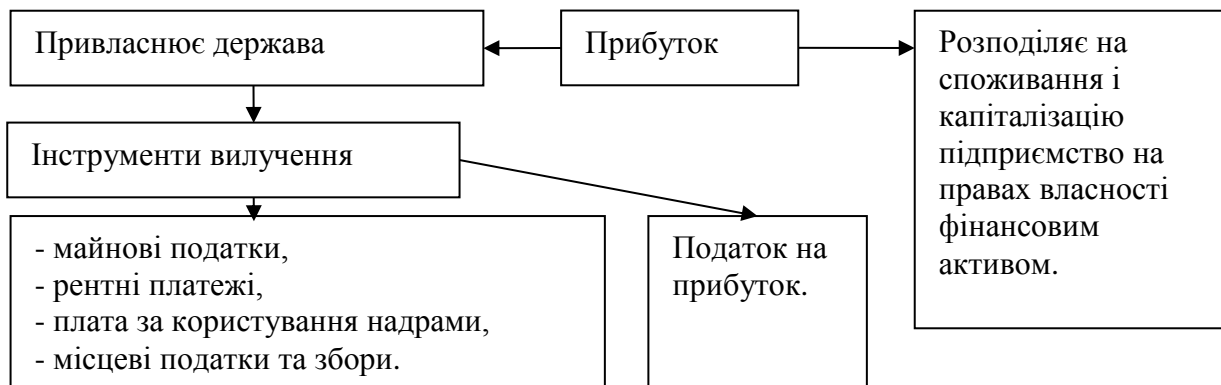 Привласнює держава
Прибуток
Розподіляє на
споживання і
капіталізацію
підприємство на
правах власності
фінансовим
активом.
Інструменти вилучення
- майнові податки,
- рентні платежі,
- плата за користування надрами,
- місцеві податки та збори.
Податок на
прибуток.